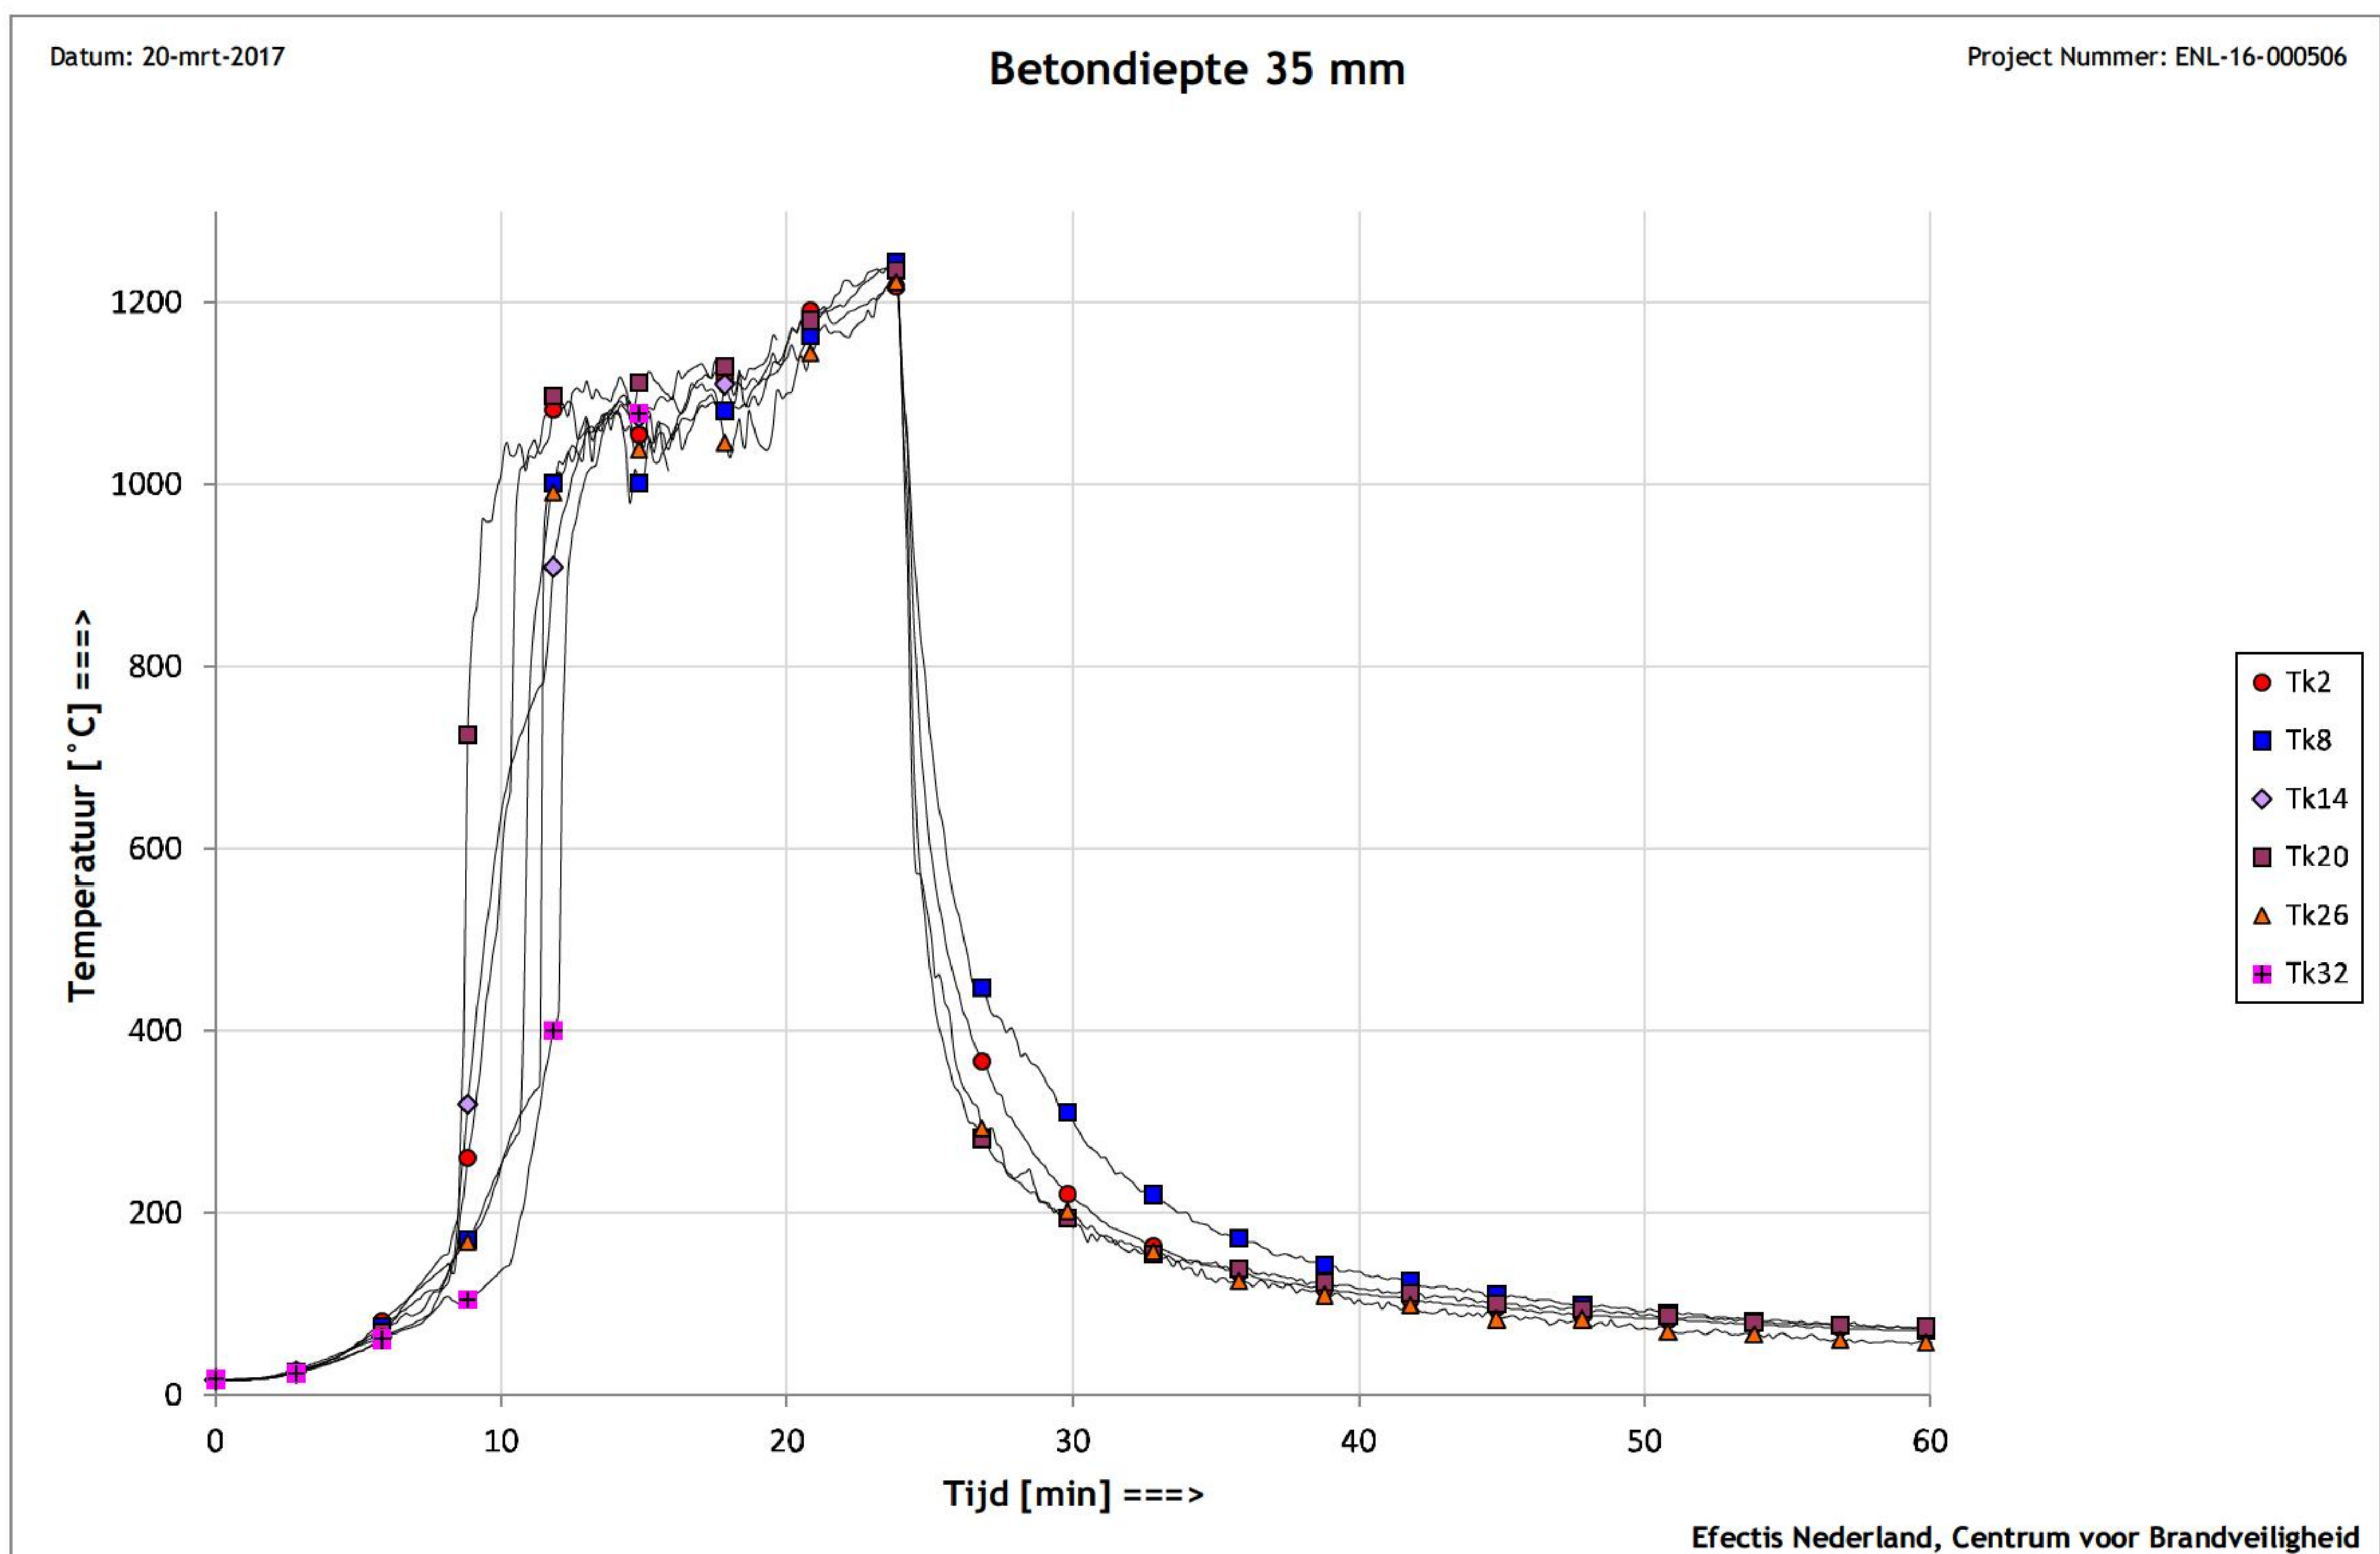 Datum: 20-mrt-2017
Betondiepte 35 mm
Project Nummer: ENL-16-000506
Temperatuur [°C] ===>
1200
1000
800
600
400
200
0
0 10 20 30 40 50 60
Tijd [min] ===>
Tk2
Tk8
Tk14
Tk20
Tk26
Tk32
Efectis Nederland, Centrum voor Brandveiligheid